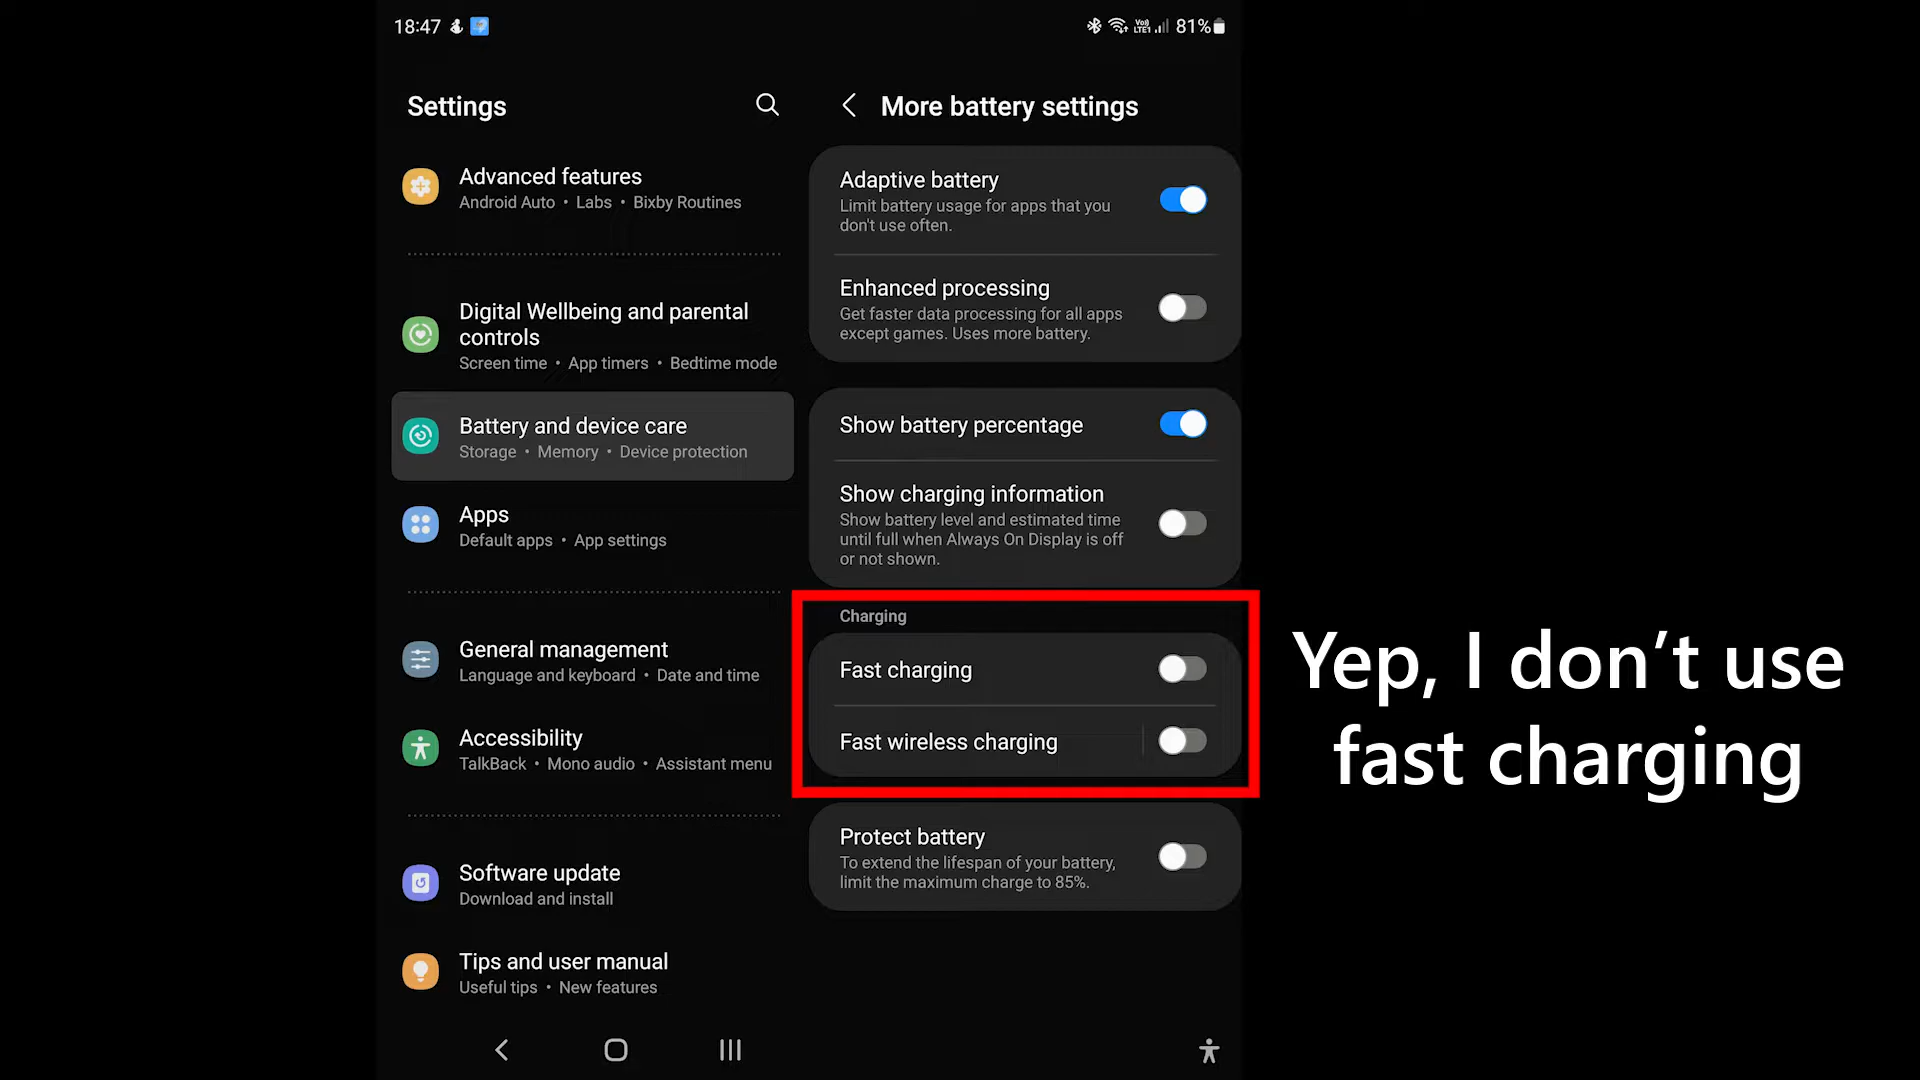 18:47
81%
Settings
Advanced features
Android Auto • Labs • Bixby Routines
Digital Wellbeing and parental
controls
Screen time • App timers • Bedtime mode
Battery and device care
Storage • Memory • Device protection
Apps
Default apps • App settings
General management
Language and keyboard • Date and time
Accessibility
TalkBack • Mono audio • Assistant menu
Software update
Download and install
Tips and user manual
Useful tips • New features
More battery settings
Adaptive battery
Limit battery usage for apps that you
don't use often.
Enhanced processing
Get faster data processing for all apps
except games. Uses more battery.
Show battery percentage
Show charging information
Show battery level and estimated time
until full when Always On Display is off
or not shown.
Charging
Fast charging
Fast wireless charging
Protect battery
To extend the lifespan of your battery,
limit the maximum charge to 85%.
Yep, I don’t use
fast charging